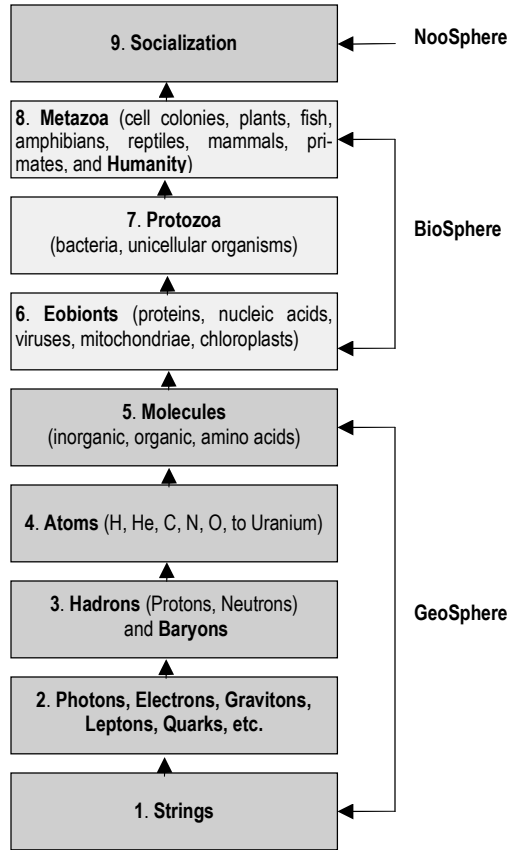 9. Socialization
NooSphere
8. Metazoa (cell colonies, plants, fish,
amphibians, reptiles, mammals, pri-
mates, and Humanity)
7. Protozoa
(bacteria, unicellular organisms)
BioSphere
6. Eobionts (proteins, nucleic acids,
viruses, mitochondriae, chloroplasts)
5. Molecules
(inorganic, organic, amino acids)
4. Atoms (H, He, C, N, O, to Uranium)
3. Hadrons (Protons, Neutrons)
and Baryons
GeoSphere
2. Photons, Electrons, Gravitons,
Leptons, Quarks, etc.
1. Strings